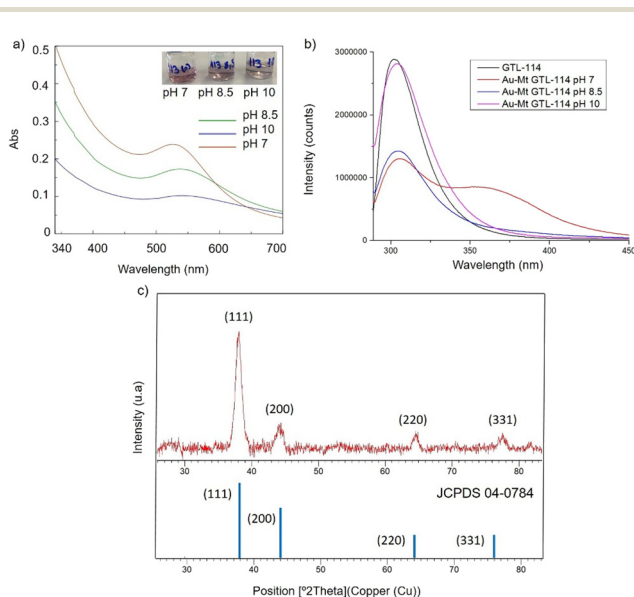 a)
0.5
0.4
0.3
0.2
0.1
0
Abs
pH 7 pH 8.5 pH 10
pH 8.5
pH 10
pH 7
340 400 500 600 700
Wavelength (nm)
b)
3000000
2000000
1000000
0
Intensity (counts)
GTL-114
Au-Mt GTL-114 pH 7
Au-Mt GTL-114 pH 8.5
Au-Mt GTL-114 pH 10
300 350 400 450
Wavelength (nm)
c)
Intensity (u.a)
(111)
(200)
(220)
(331)
30 40 50 60 70 80
JCPDS 04-0784
(111)
(200)
(220)
(331)
30 40 50 60 70 80
Position [º2Theta](Copper (Cu))